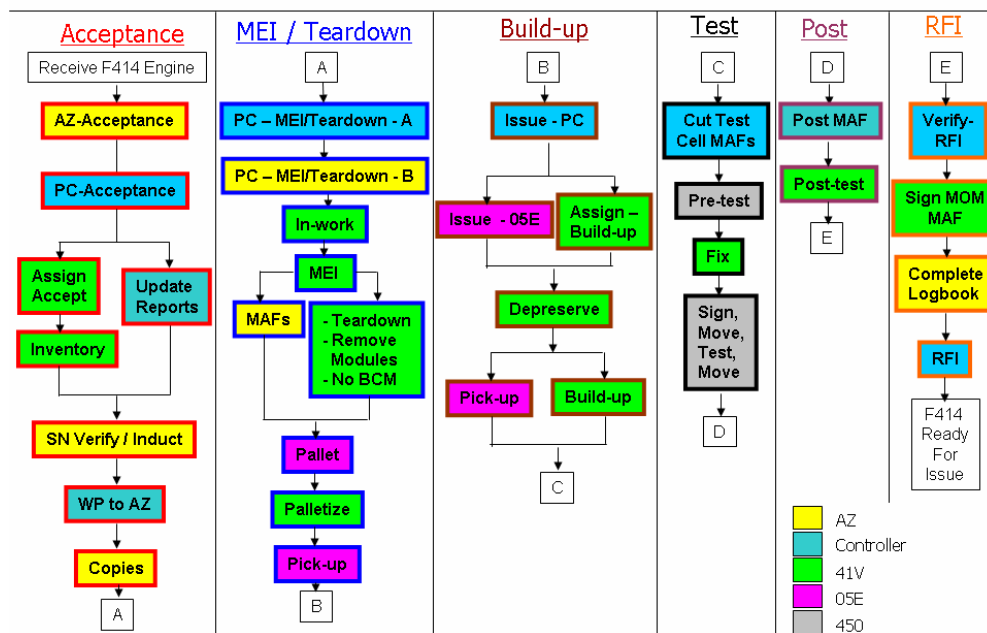 Acceptance
Receive F414 Engine
AZ-Acceptance
PC-Acceptance
Assign
Accept
Update
Reports
Inventory
SN Verify / Induct
WP to AZ
Copies
A
MEI / Teardown
A
PC – MEI/Teardown - A
PC – MEI/Teardown - B
In-work
MEI
MAFs
- Teardown
- Remove
Modules
- No BCM
Pallet
Palletize
Pick-up
B
Build-up
B
Issue - PC
Issue - 05E
Assign –
Build-up
Depreserve
Pick-up
Build-up
C
Test
C
Cut Test
Cell MAFs
Pre-test
Fix
Sign,
Move,
Test,
Move
D
Post
D
Post MAF
Post-test
E
RFI
E
Verify-
RFI
Sign MOM
MAF
Complete
Logbook
RFI
F414
Ready
For
Issue
AZ
Controller
41V
05E
450